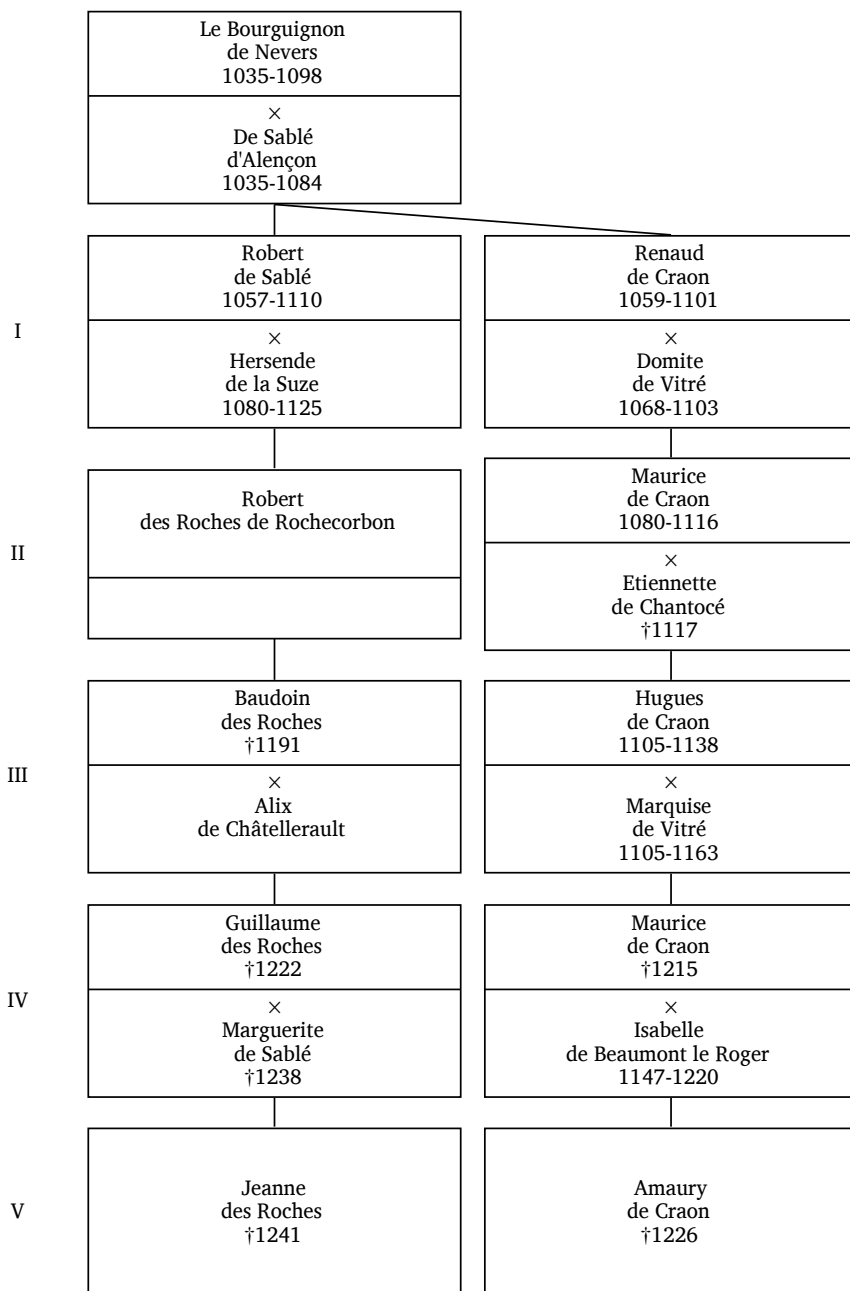 Le Bourguignon
de Nevers
1035-1098
×
De Sablé
d'Alençon
1035-1084
I
Robert
de Sablé
1057-1110
×
Hersende
de la Suze
1080-1125
Renaud
de Craon
1059-1101
×
Domite
de Vitré
1068-1103
II
Robert
des Roches de Rochecorbon
Maurice
de Craon
1080-1116
×
Etiennette
de Chantocé
†1117
III
Baudoin
des Roches
†1191
×
Alix
de Châtellerault
Hugues
de Craon
1105-1138
×
Marquise
de Vitré
1105-1163
IV
Guillaume
des Roches
†1222
×
Marguerite
de Sablé
†1238
Maurice
de Craon
†1215
×
Isabelle
de Beaumont le Roger
1147-1220
V
Jeanne
des Roches
†1241
Amaury
de Craon
†1226